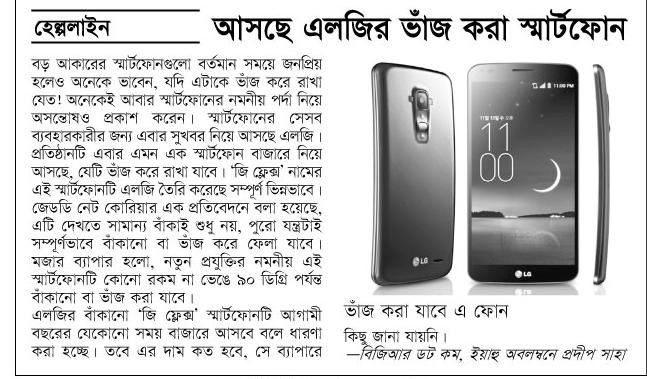 হেল্পলাইন
আসছে এলজির ভাঁজ করা স্মার্টফোন
বড় আকারের স্মার্টফোনগুলো বর্তমান সময়ে জনপ্রিয়
হলেও অনেকে ভাবেন, যদি এটাকে ভাঁজ করে রাখা
যেত! অনেকেই আবার স্মার্টফোনের নমনীয় পর্দা নিয়ে
অসন্তোষও প্রকাশ করেন। স্মার্টফোনের সেসব
ব্যবহারকারীর জন্য এবার সুখবর নিয়ে আসছে এলজি।
প্রতিষ্ঠানটি এবার এমন এক স্মার্টফোন বাজারে নিয়ে
আসছে, যেটি ভাঁজ করে রাখা যাবে। ‘জি ফ্লেক্স’ নামের
এই স্মার্টফোনটি এলজি তৈরি করেছে সম্পূর্ণ ভিন্নভাবে।
জেডডি নেট কোরিয়ার এক প্রতিবেদনে বলা হয়েছে,
এটি দেখতে সামান্য বাঁকাই শুধু নয়, পুরো যন্ত্রটাই
সম্পূর্ণভাবে বাঁকানো বা ভাঁজ করে ফেলা যাবে।
মজার ব্যাপার হলো, নতুন প্রযুক্তির নমনীয় এই
স্মার্টফোনটি কোনো রকম না ভেঙে ৯০ ডিগ্রি পর্যন্ত
বাঁকানো বা ভাঁজ করা যাবে।
এলজির বাঁকানো ‘জি ফ্লেক্স’ স্মার্টফোনটি আগামী
বছরের যেকোনো সময় বাজারে আসবে বলে ধারণা
করা হচ্ছে। তবে এর দাম কত হবে, সে ব্যাপারে
11:00 PM
11
00
LG
LG
ভাঁজ করা যাবে এ ফোন
কিছু জানা যায়নি।
—বিজিআর ডট কম, ইয়াহু অবলম্বনে প্রদীপ সাহা